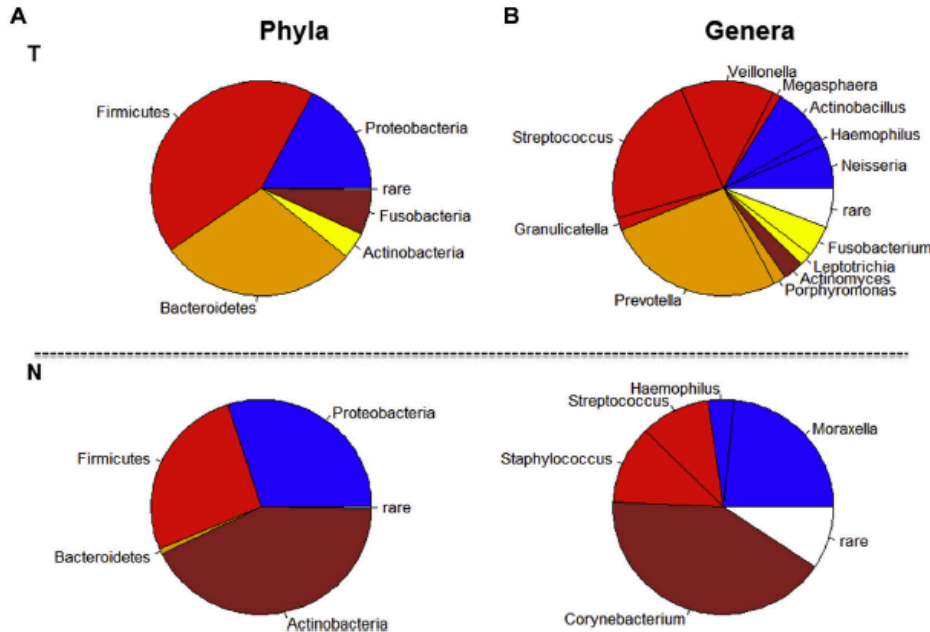 A
Phyla
B
Genera
T
Firmicutes
Proteobacteria
rare
Fusobacteria
Actinobacteria
Bacteroidetes
Veillonella
Megasphaera
Actinobacillus
Haemophilus
Neisseria
rare
Fusobacterium
Leptotrichia
Actinomyces
Porphyromonas
Prevotella
Granulicatella
Streptococcus
N
Proteobacteria
Firmicutes
rare
Bacteroidetes
Actinobacteria
Haemophilus
Streptococcus
Moraxella
Staphylococcus
rare
Corynebacterium